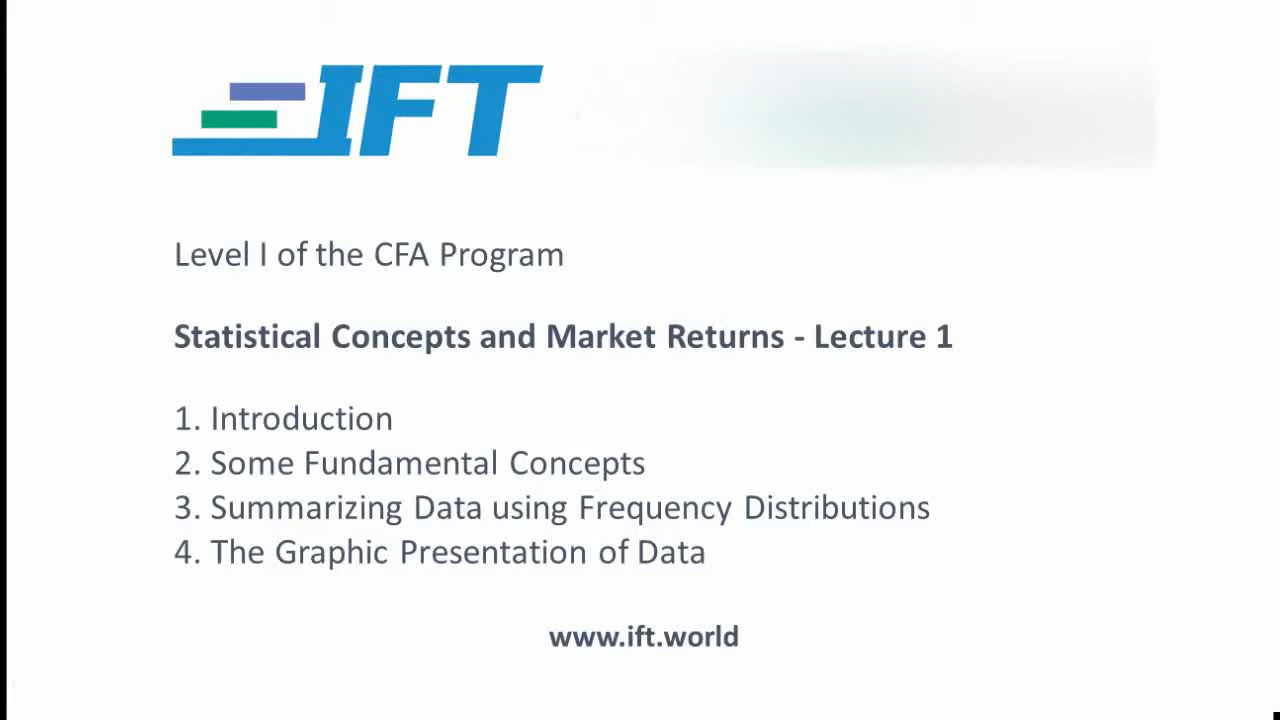 IFT
Level I of the CFA Program
Statistical Concepts and Market Returns - Lecture 1
1. Introduction
2. Some Fundamental Concepts
3. Summarizing Data using Frequency Distributions
4. The Graphic Presentation of Data
www.ift.world